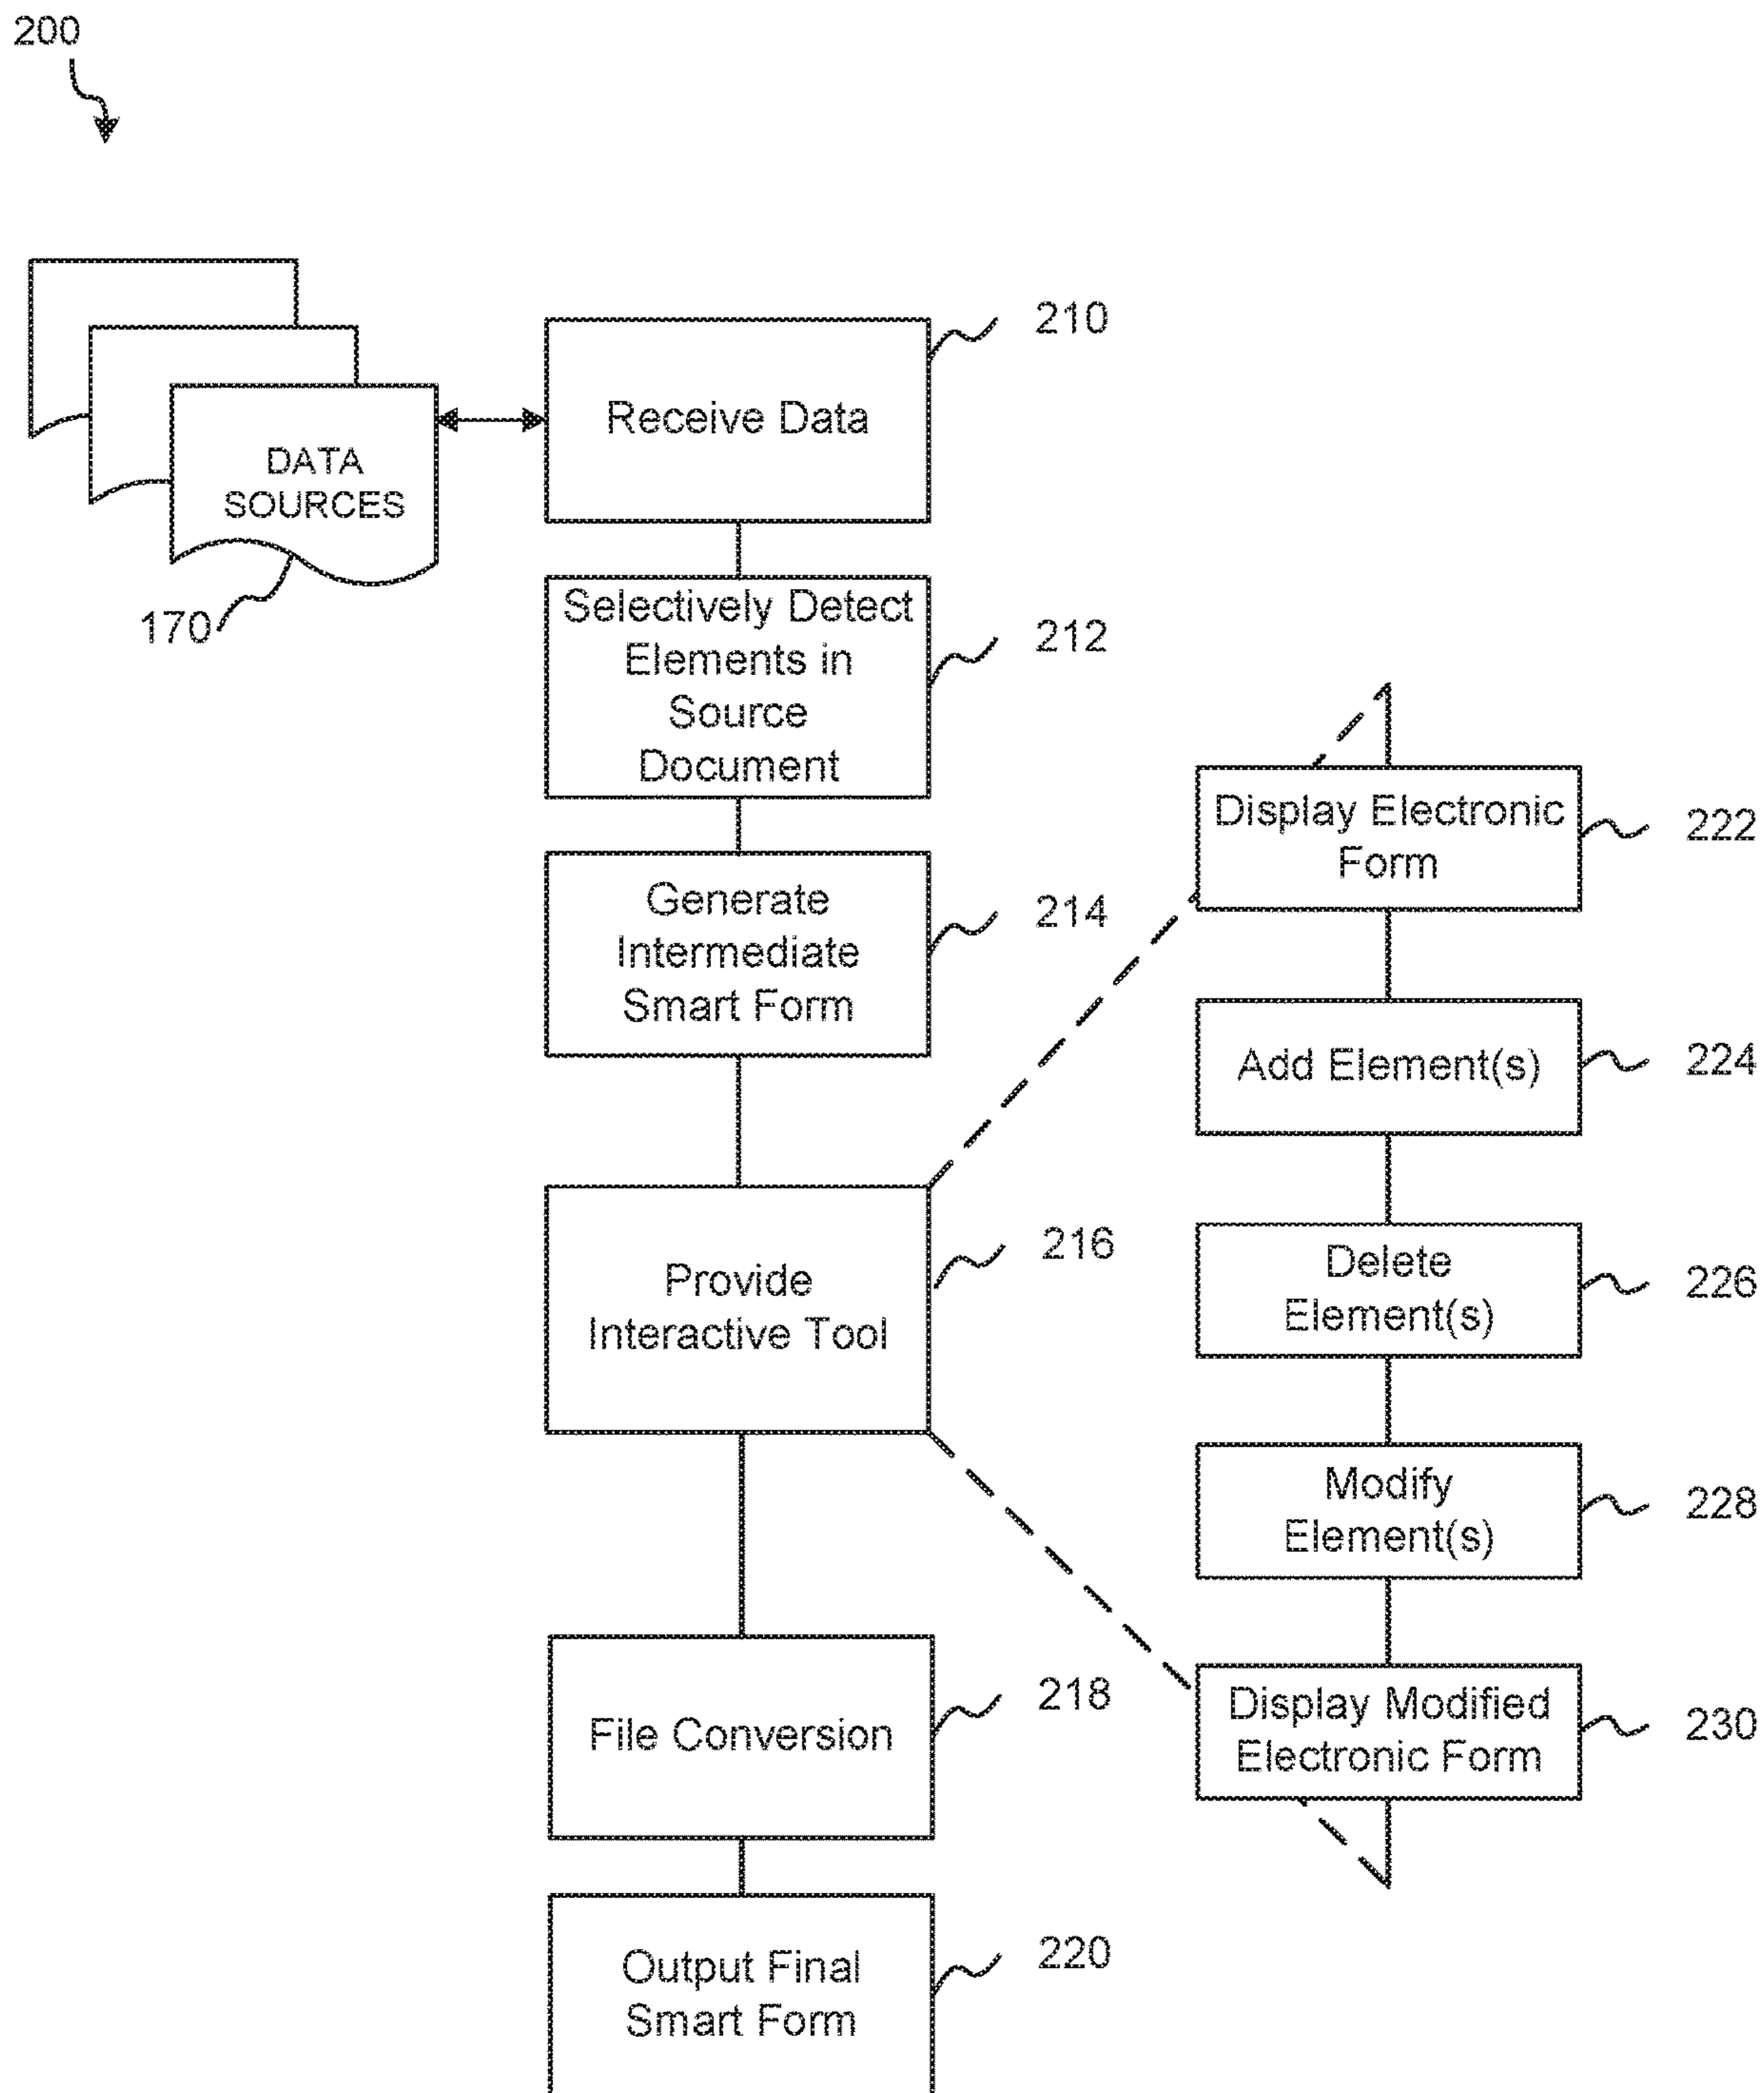 200
DATA
SOURCES
170
Receive Data
210
Selectively Detect
Elements in
Source
Document
212
Generate
Intermediate
Smart Form
214
Provide
Interactive Tool
216
File Conversion
218
Output Final
Smart Form
220
Display Electronic
Form
222
Add Element(s)
224
Delete
Element(s)
226
Modify
Element(s)
228
Display Modified
Electronic Form
230